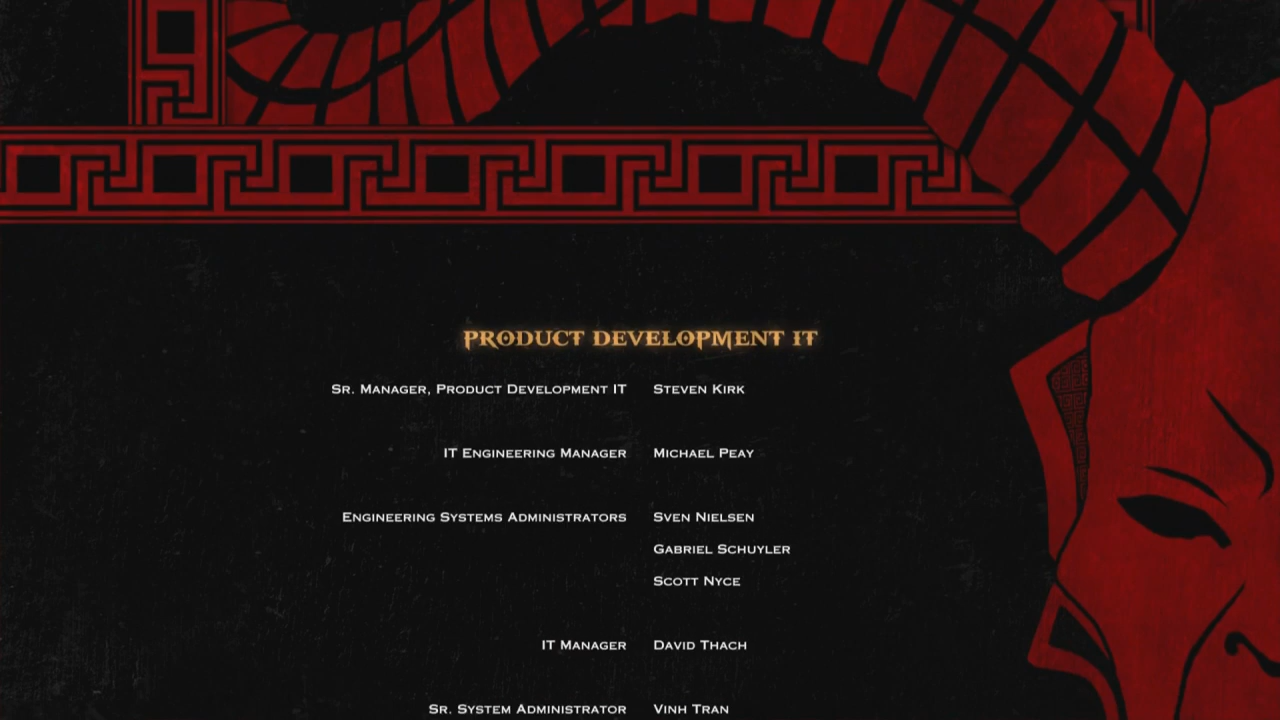 PRODUCT DEVELOPMENT IT
Sr. Manager, Product Development IT Steven Kirk
IT Engineering Manager Michael Peay
Engineering Systems Administrators Sven Nielsen
Gabriel Schuyler
Scott Nyce
IT Manager David Thach
Sr. System Administrator Vinh Tran